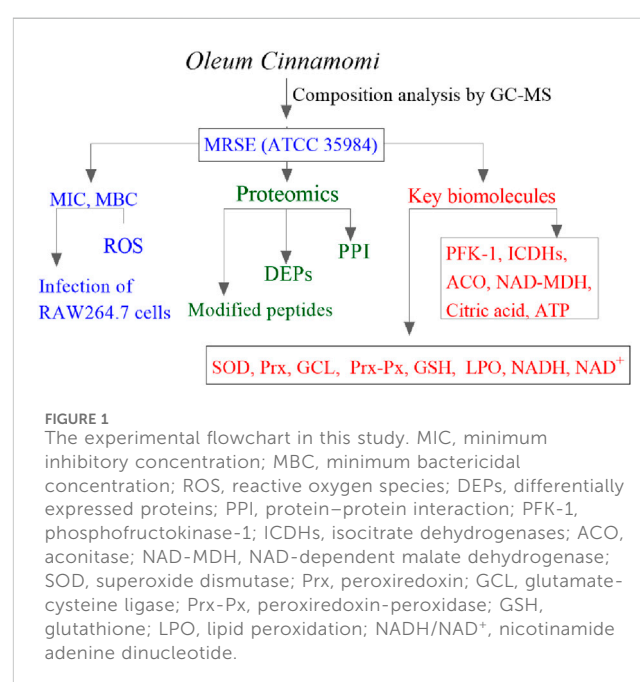 Oleum Cinnamomi
Composition analysis by GC-MS
MRSE (ATCC 35984)
MIC, MBC
ROS
Infection of
RAW264.7 cells
Proteomics
PPI
DEPs
Modified peptides
Key biomolecules
PFK-1, ICDHs,
ACO, NAD-MDH,
Citric acid, ATP
SOD, Prx, GCL, Prx-Px, GSH, LPO, NADH, NAD⁺
FIGURE 1
The experimental flowchart in this study. MIC, minimum
inhibitory concentration; MBC, minimum bactericidal
concentration; ROS, reactive oxygen species; DEPs, differentially
expressed proteins; PPI, protein–protein interaction; PFK-1,
phosphofructokinase-1; ICDHs, isocitrate dehydrogenases; ACO,
aconitase; NAD-MDH, NAD-dependent malate dehydrogenase;
SOD, superoxide dismutase; Prx, peroxiredoxin; GCL, glutamate-
cysteine ligase; Prx-Px, peroxiredoxin-peroxidase; GSH,
glutathione; LPO, lipid peroxidation; NADH/NAD⁺, nicotinamide
adenine dinucleotide.